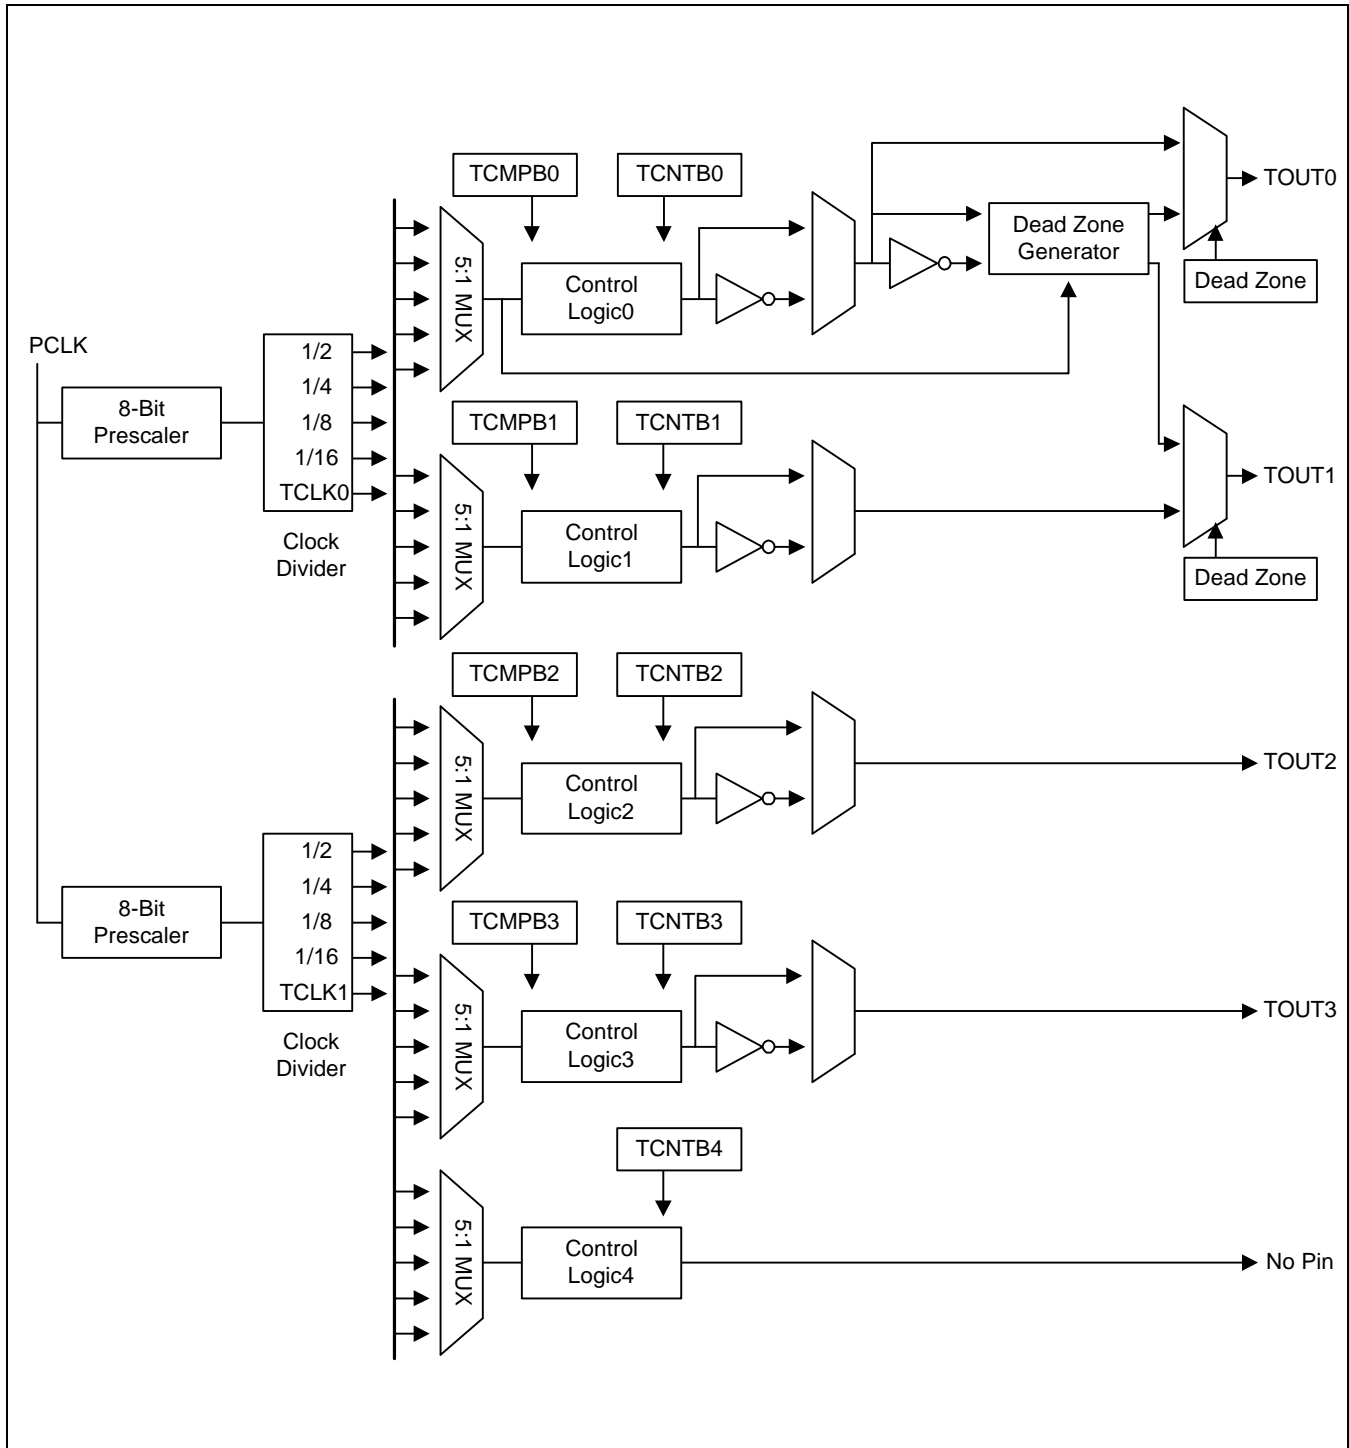 TCMPB0
TCNTB0
TOUT0
5:1 MUX
Control
Logic0
Dead Zone
Generator
Dead Zone
PCLK
8-Bit
Prescaler
1/2
1/4
1/8
1/16
TCLK0
Clock
Divider
TCMPB1
TCNTB1
5:1 MUX
Control
Logic1
TOUT1
Dead Zone
TCMPB2
TCNTB2
5:1 MUX
Control
Logic2
TOUT2
8-Bit
Prescaler
1/2
1/4
1/8
1/16
TCLK1
Clock
Divider
TCMPB3
TCNTB3
5:1 MUX
Control
Logic3
TOUT3
TCNTB4
5:1 MUX
Control
Logic4
No Pin